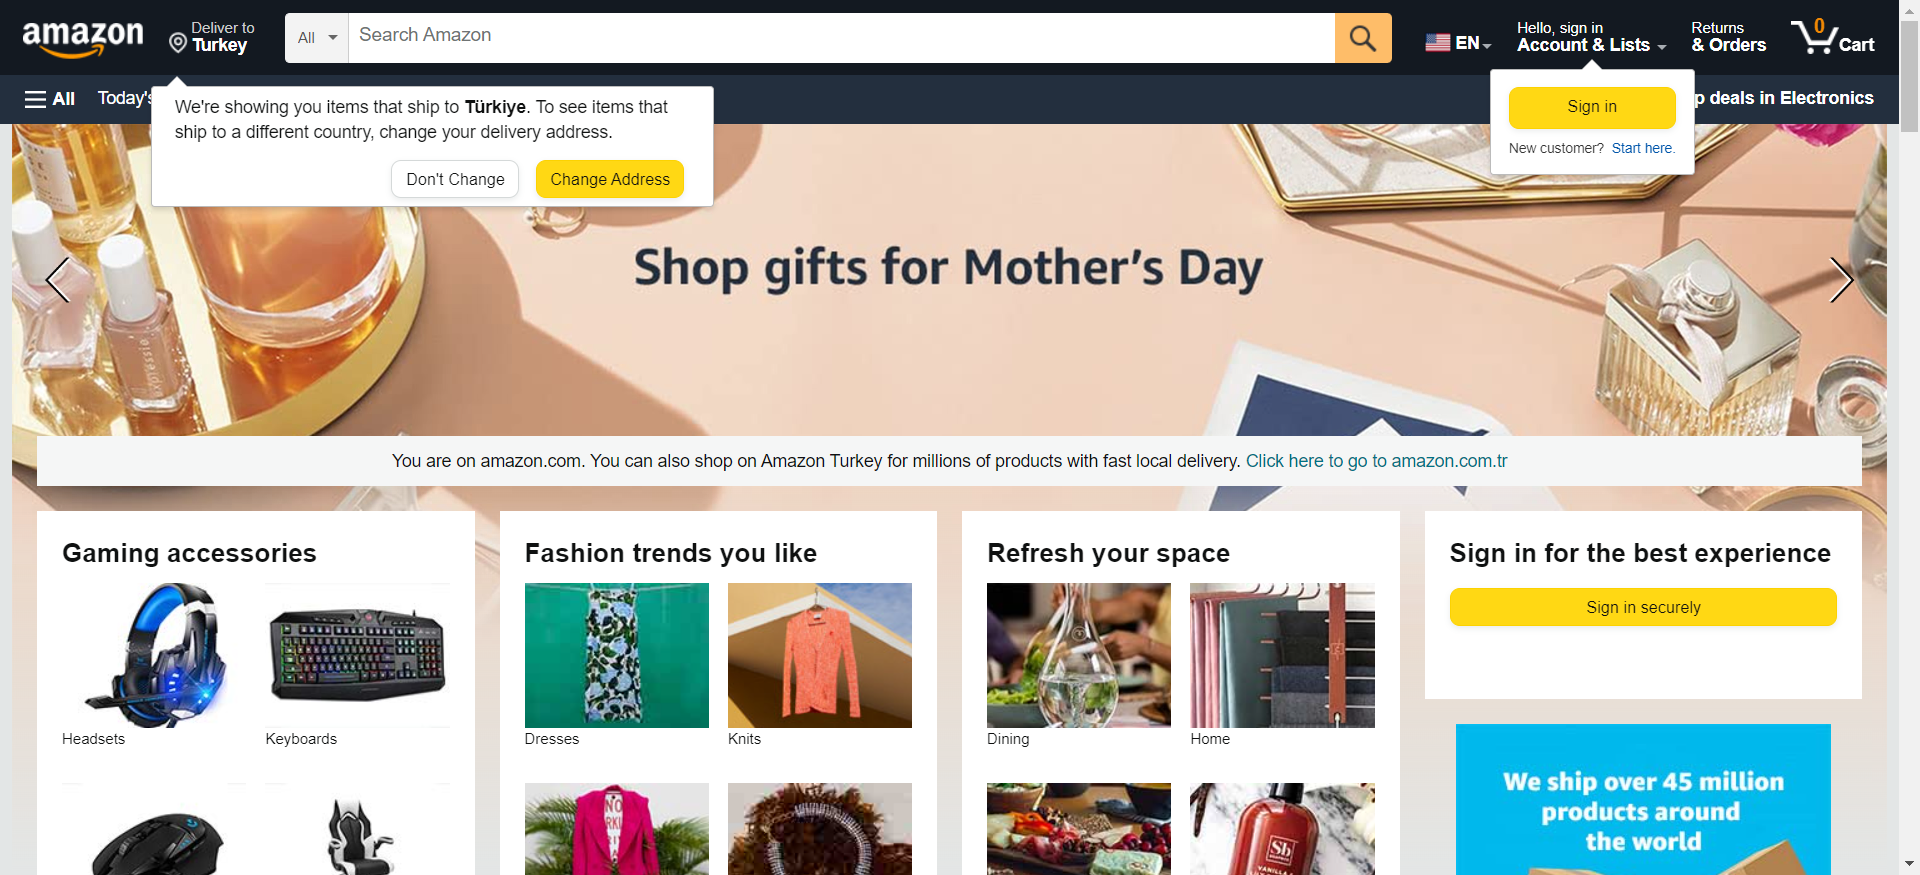 amazon
Deliver to
Turkey
All
Search Amazon
EN
Hello, sign in
Account & Lists
Returns
& Orders
0
Cart
All
Today's
p deals in Electronics
We're showing you items that ship to Türkiye. To see items that
ship to a different country, change your delivery address.
Don't Change
Change Address
Sign in
New customer? Start here.
Shop gifts for Mother's Day
expressie
You are on amazon.com. You can also shop on Amazon Turkey for millions of products with fast local delivery. Click here to go to amazon.com.tr
Gaming accessories
Headsets
Keyboards
Fashion trends you like
Dresses
Knits
Refresh your space
Dining
Home
Sign in for the best experience
Sign in securely
We ship over 45 million
products around
the world
NO
Sb